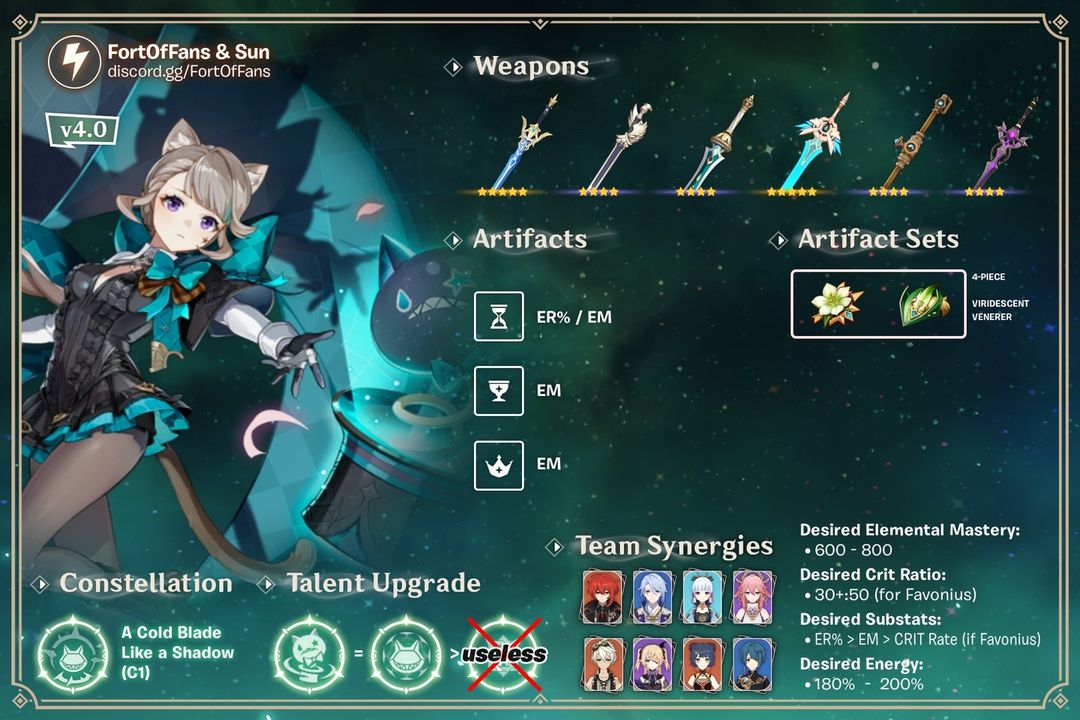 FortOfFans & Sun
discord.gg/FortOfFans
v4.0
Weapons
Artifacts
ER% / EM
EM
EM
Artifact Sets
4-PIECE
VIRIDESCENT
VENERER
Constellation
A Cold Blade
Like a Shadow
(C1)
Talent Upgrade
= > useless
Team Synergies
Desired Elemental Mastery:
• 600 - 800
Desired Crit Ratio:
• 30+:50 (for Favonius)
Desired Substats:
• ER% > EM > CRIT Rate (if Favonius)
Desired Energy:
• 180% - 200%